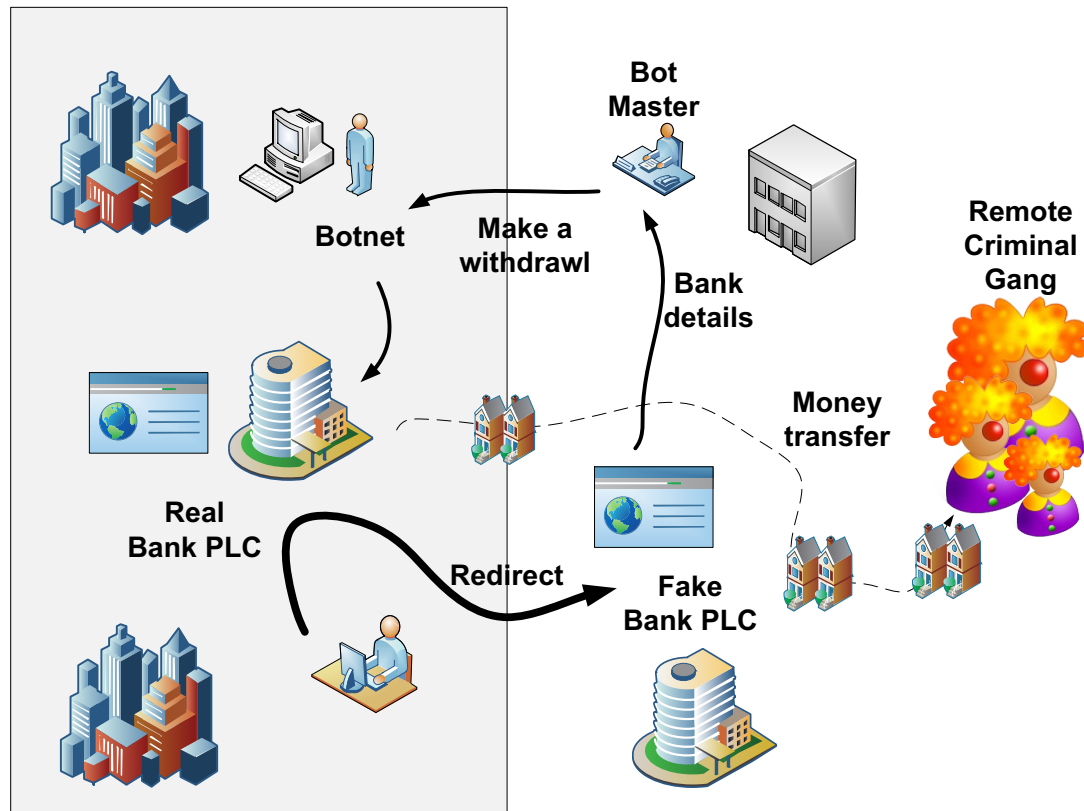 Bot
Master
Botnet
Make a
withdrawl
Bank
details
Remote
Criminal
Gang
Money
transfer
Real
Bank PLC
Redirect
Fake
Bank PLC